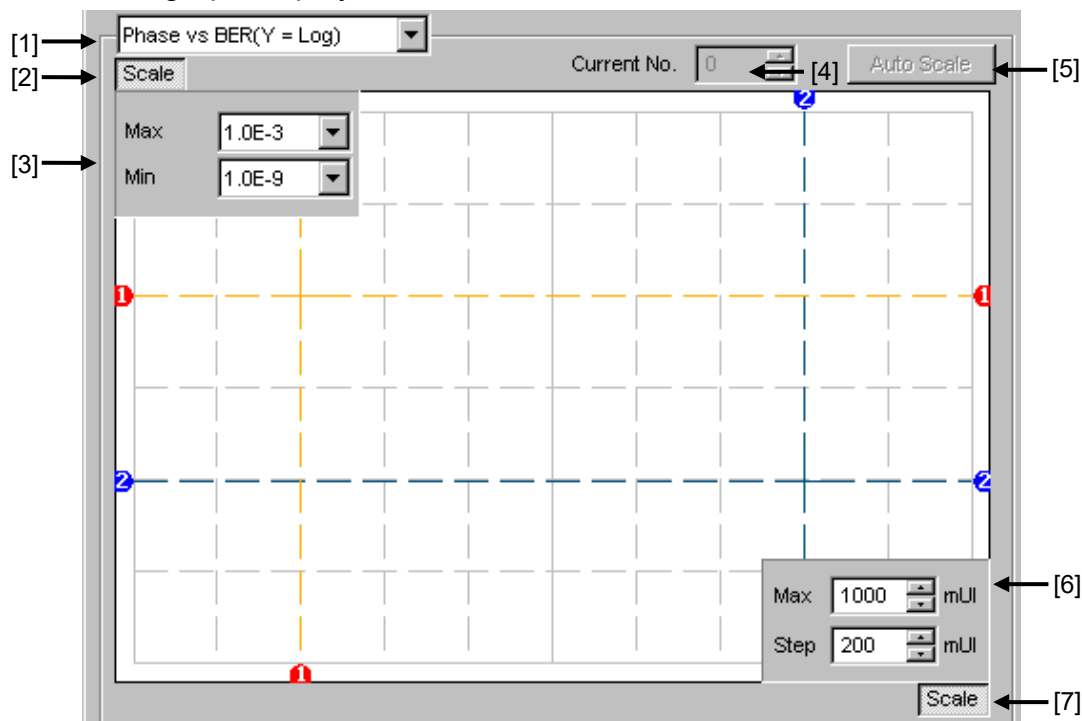 [1] Phase vs BER(Y = Log)
[2] Scale Current No. 0 [4] Auto Scale [5]
2
[3] Max 1.0E-3
Min 1.0E-9
1 1
2 2
Max 1000 mUI [6]
Step 200 mUI
1
Scale [7]